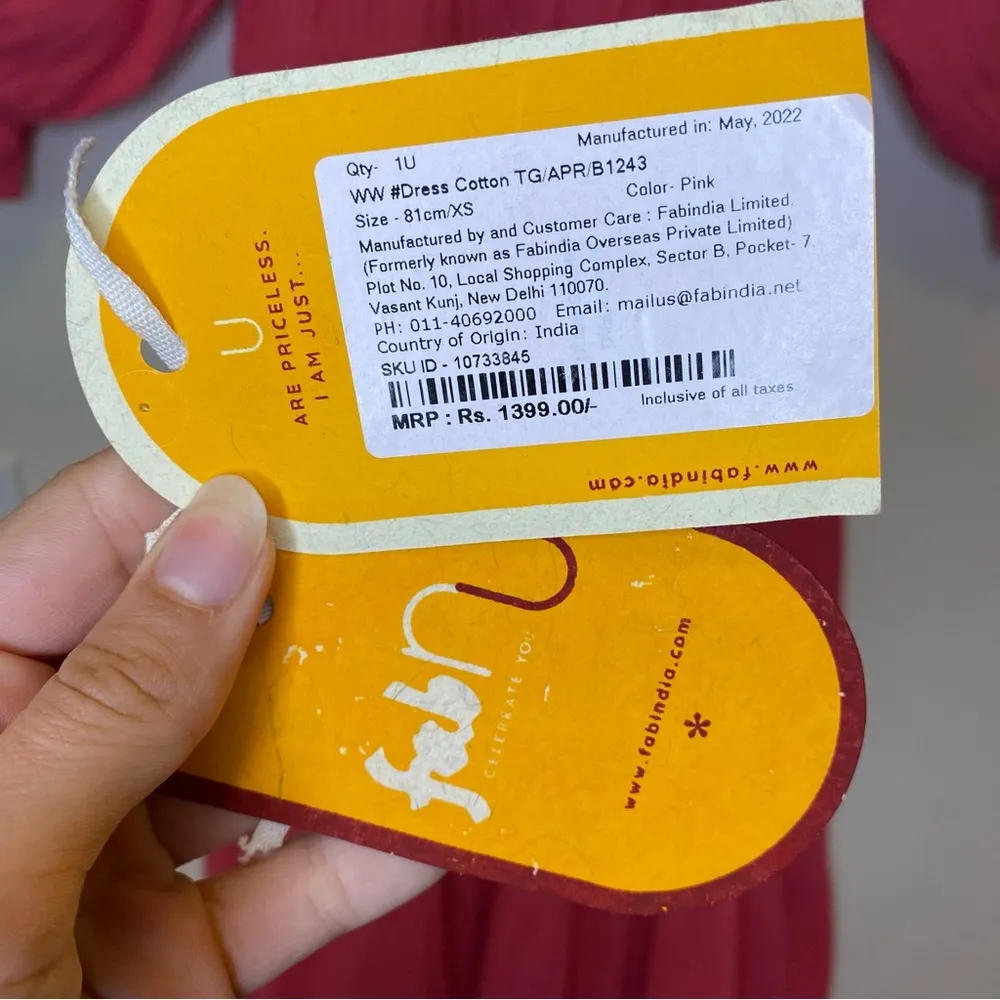 Manufactured in: May, 2022
Qty- 1U
WW #Dress Cotton TG/APR/B1243
Color- Pink
Size - 81cm/XS
Manufactured by and Customer Care : Fabindia Limited.
(Formerly known as Fabindia Overseas Private Limited)
Plot No. 10, Local Shopping Complex, Sector B, Pocket- 7
Vasant Kunj, New Delhi 110070.
PH: 011-40692000 Email: mailus@fabindia.net
Country of Origin: India
SKU ID - 10733845
MRP : Rs. 1399.00/- Inclusive of all taxes
U
ARE PRICELESS.
I AM JUST...
www.fabindia.com
fabnU
CELEBRATE YOU
www.fabindia.com
*